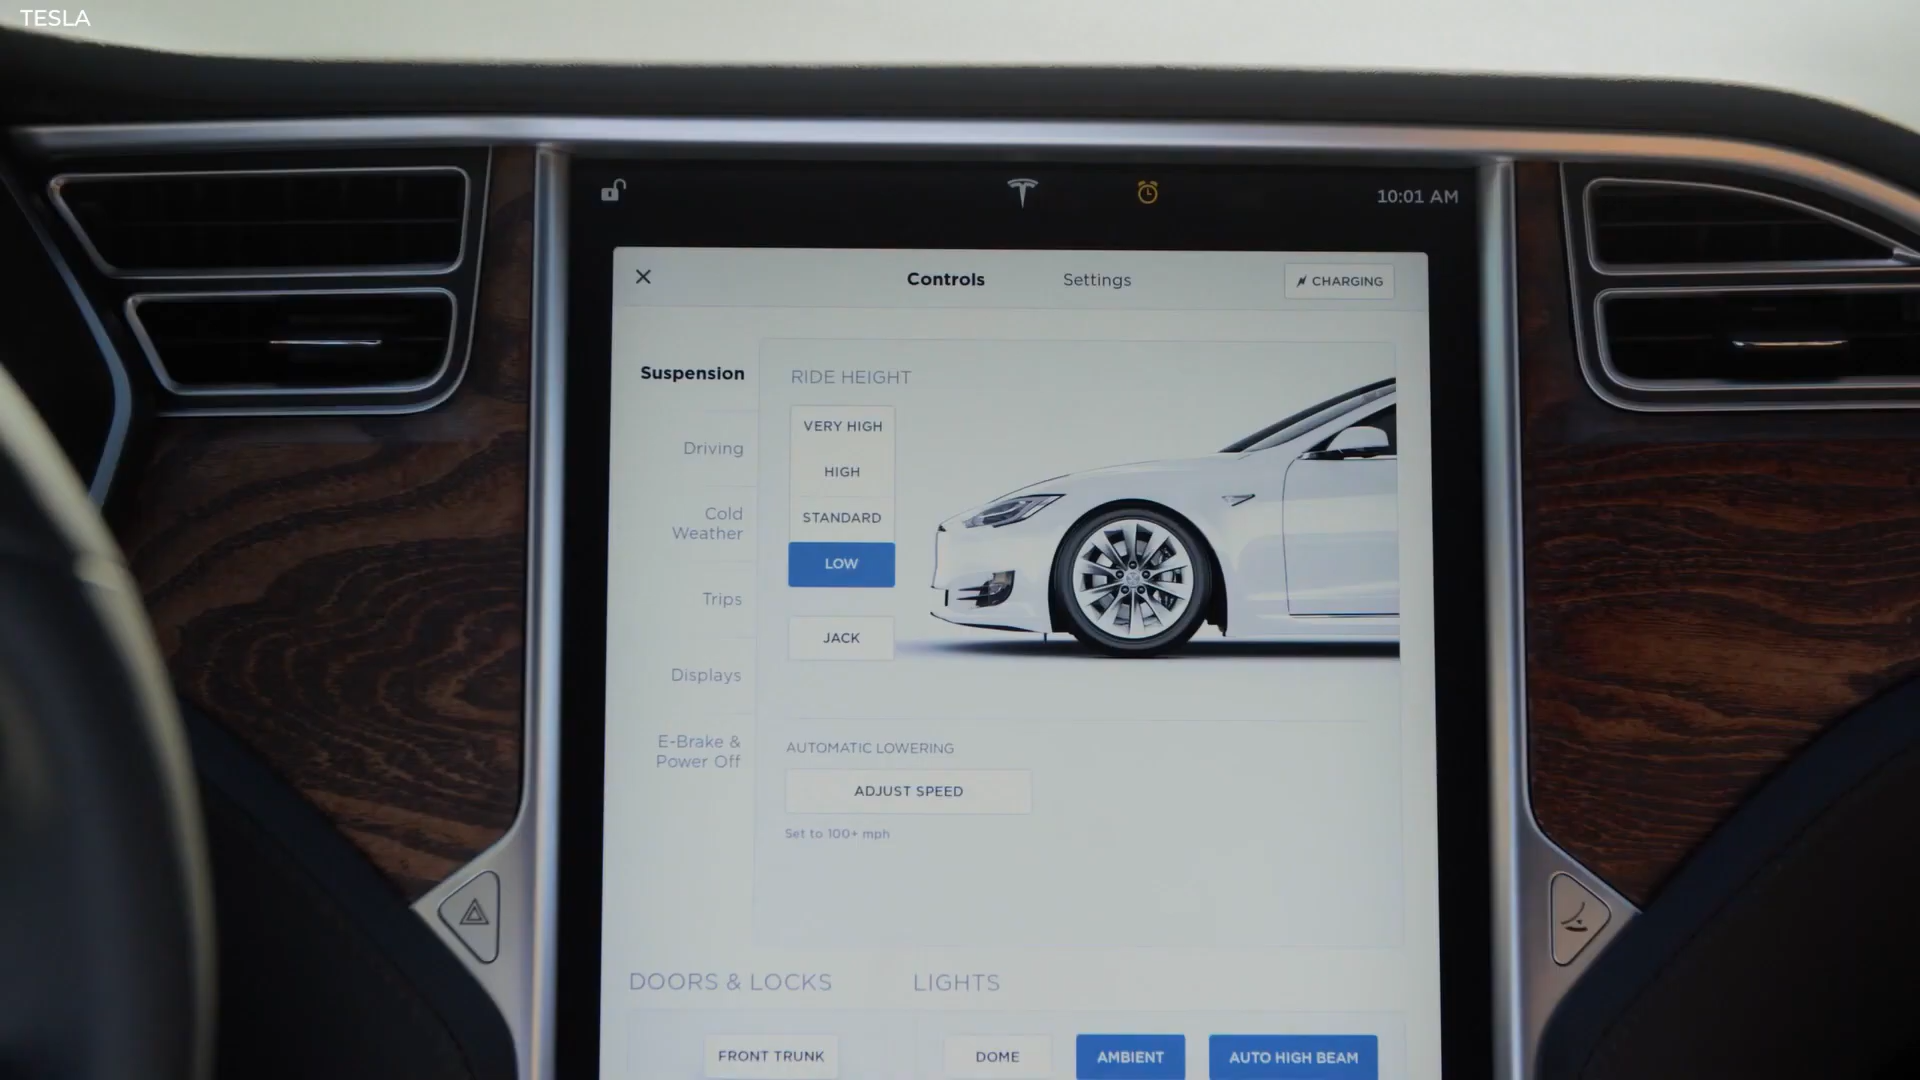 TESLA
10:01 AM
Controls
Settings
CHARGING
Suspension
Driving
Cold
Weather
Trips
Displays
E-Brake &
Power Off
RIDE HEIGHT
VERY HIGH
HIGH
STANDARD
LOW
JACK
AUTOMATIC LOWERING
ADJUST SPEED
Set to 100+ mph
DOORS & LOCKS
FRONT TRUNK
LIGHTS
DOME
AMBIENT
AUTO HIGH BEAM